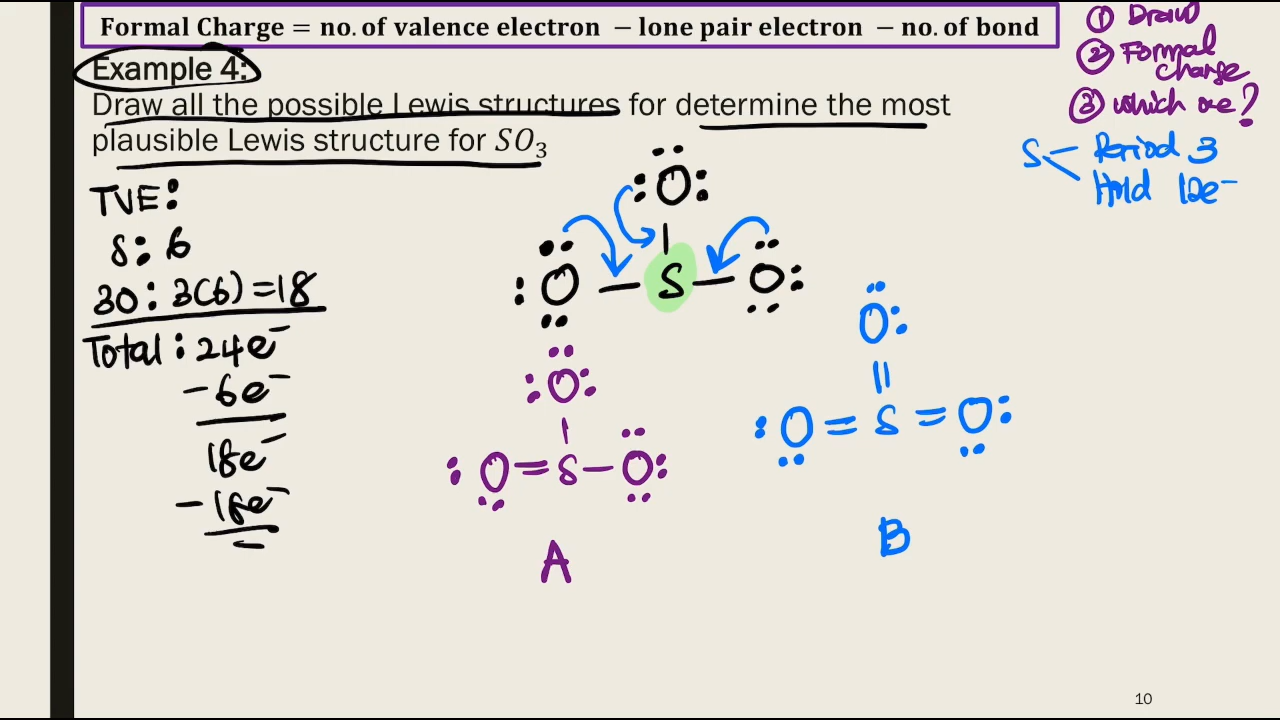 Formal Charge = no. of valence electron − lone pair electron − no. of bond
① Draw
② Formal charge
③ which one?
Example 4:
Draw all the possible Lewis structures for determine the most
plausible Lewis structure for SO₃
S
Period 3
Hold 12e⁻
TVE:
S: 6
3O: 3(6) = 18
Total: 24e⁻
−6e⁻
18e⁻
−18e⁻
O
O — S — O
O
O = S — O
A
O
O = S = O
B
10